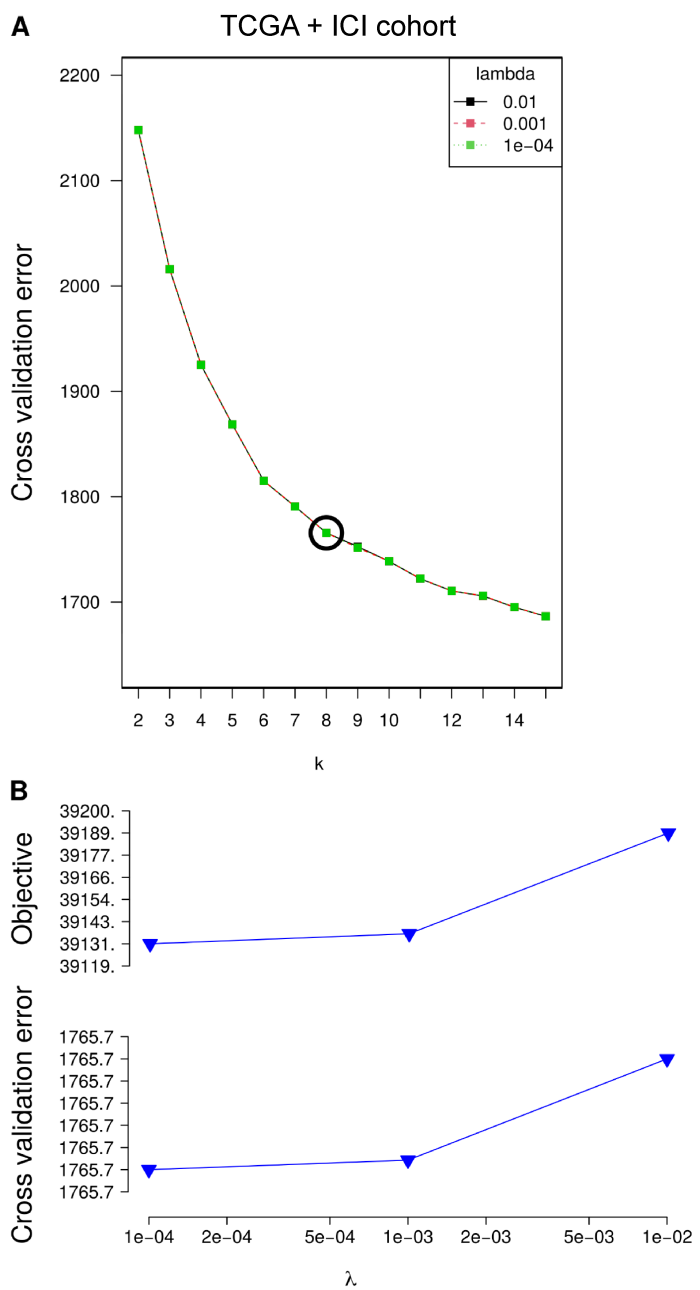 A
TCGA + ICI cohort
lambda
0.01
0.001
1e−04
2200
2100
2000
1900
1800
1700
Cross validation error
2 3 4 5 6 7 8 9 10 12 14
k
B
39200.
39189.
39177.
39166.
39154.
39143.
39131.
39119.
Objective
1765.7
1765.7
1765.7
1765.7
1765.7
1765.7
1765.7
1765.7
Cross validation error
1e−04 2e−04 5e−04 1e−03 2e−03 5e−03 1e−02
λ